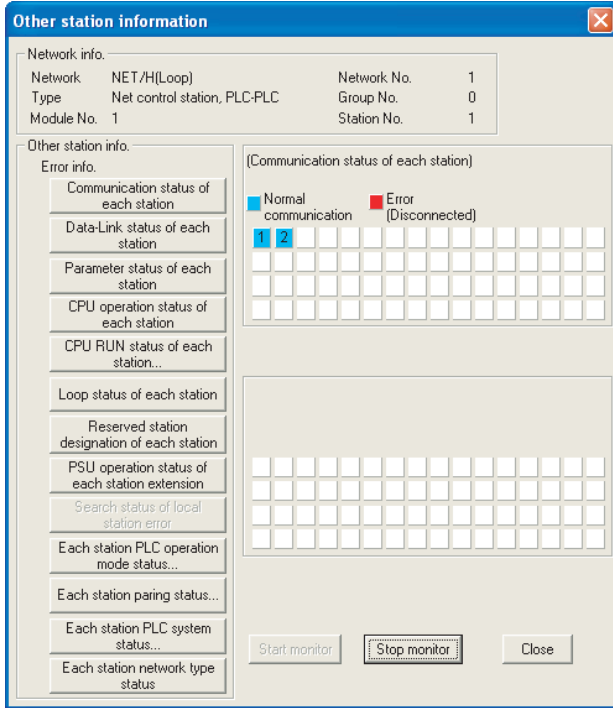 Other station information
Network info.
Network NET/H(Loop) Network No. 1
Type Net control station, PLC-PLC Group No. 0
Module No. 1 Station No. 1
Other station info.
Error info.
Communication status of
each station
Data-Link status of each
station
Parameter status of each
station
CPU operation status of
each station
CPU RUN status of each
station...
Loop status of each station
Reserved station
designation of each station
PSU operation status of
each station extension
Search status of local
station error
Each station PLC operation
mode status...
Each station paring status...
Each station PLC system
status...
Each station network type
status
(Communication status of each station)
Normal
communication
Error
(Disconnected)
1 2
Start monitor Stop monitor Close